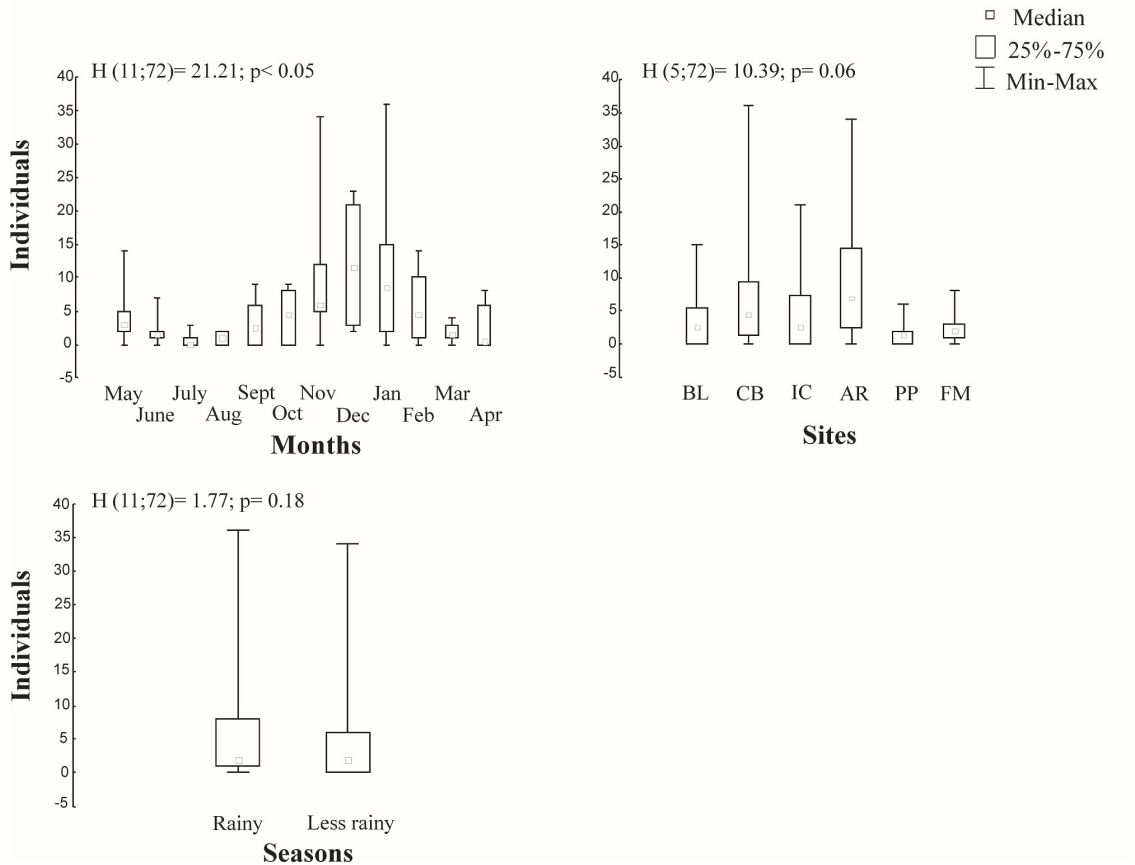 Median
25%-75%
Min-Max
H (11;72)= 21.21; p< 0.05
Individuals
40
35
30
25
20
15
10
5
0
-5
May June July Aug Sept Oct Nov Dec Jan Feb Mar Apr
Months
H (5;72)= 10.39; p= 0.06
40
35
30
25
20
15
10
5
0
-5
BL CB IC AR PP FM
Sites
H (11;72)= 1.77; p= 0.18
Individuals
40
35
30
25
20
15
10
5
0
-5
Rainy Less rainy
Seasons